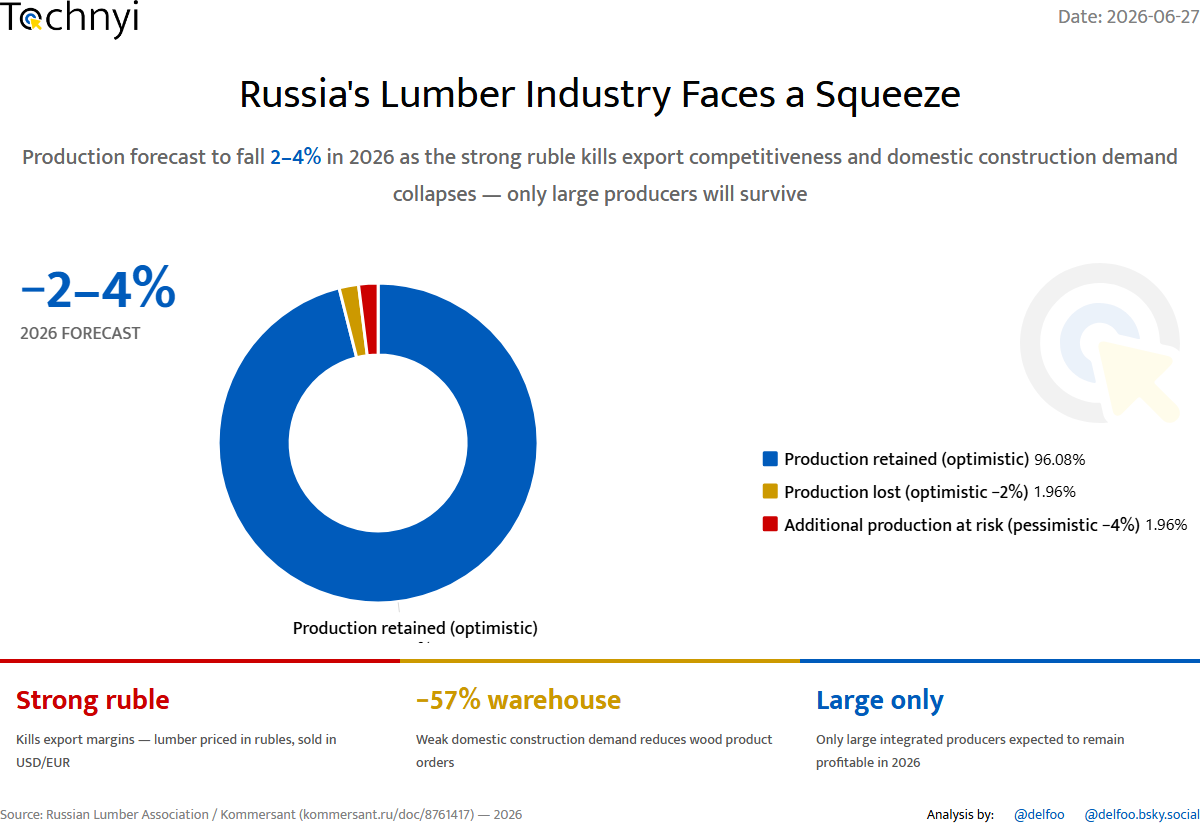 Tochnyi
Date: 2026-06-27
Russia's Lumber Industry Faces a Squeeze
Production forecast to fall 2–4% in 2026 as the strong ruble kills export competitiveness and domestic construction demand
collapses — only large producers will survive
−2–4%
2026 FORECAST
Production retained (optimistic) 96.08%
Production lost (optimistic −2%) 1.96%
Additional production at risk (pessimistic −4%) 1.96%
Production retained (optimistic)
Strong ruble
Kills export margins — lumber priced in rubles, sold in
USD/EUR
−57% warehouse
Weak domestic construction demand reduces wood product
orders
Large only
Only large integrated producers expected to remain
profitable in 2026
Source: Russian Lumber Association / Kommersant (kommersant.ru/doc/8761417) — 2026
Analysis by: @delfoo @delfoo.bsky.social